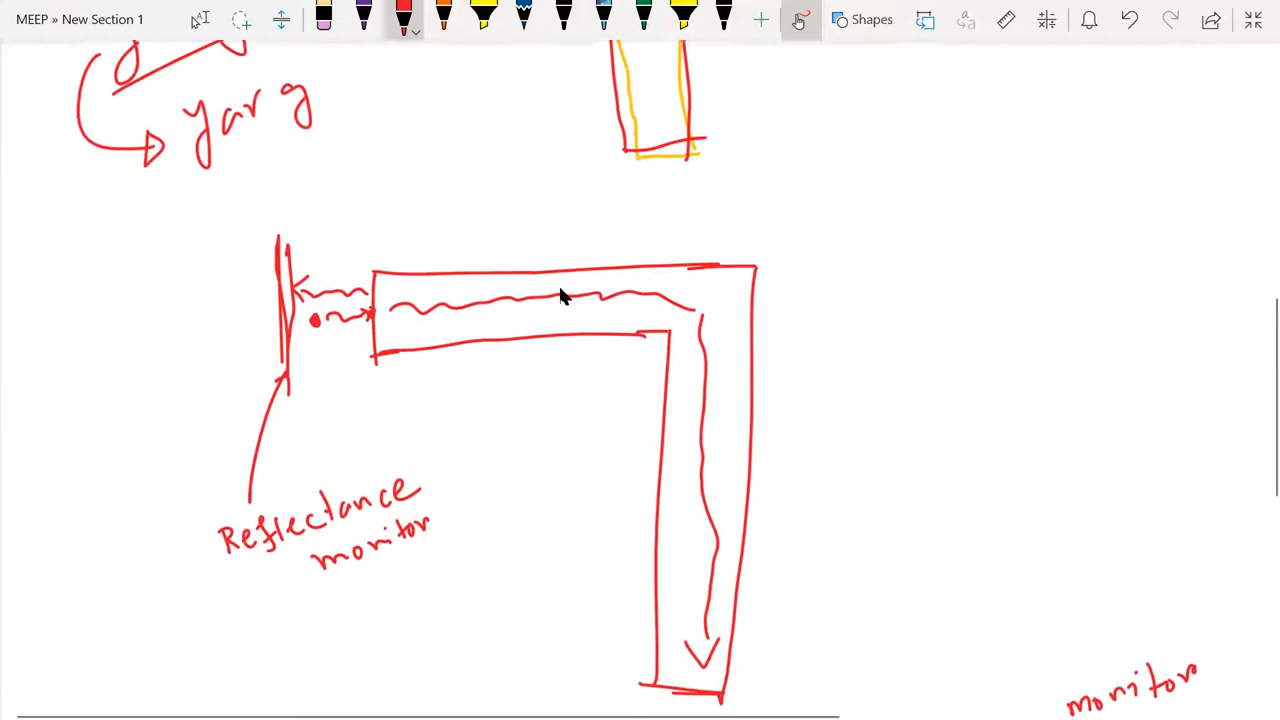 MEEP » New Section 1
Shapes
yarg
Reflectance
monitor
monitor